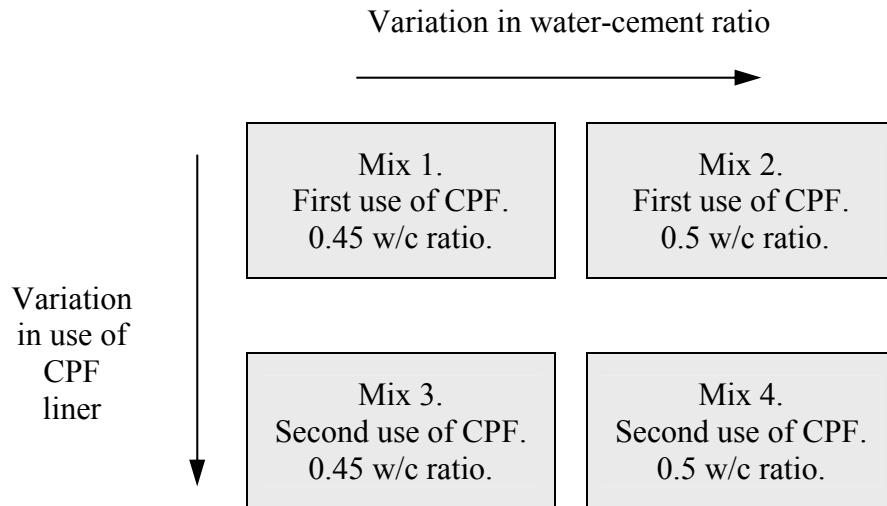 Variation in water-cement ratio
Mix 1.
First use of CPF.
0.45 w/c ratio.
Mix 2.
First use of CPF.
0.5 w/c ratio.
Variation
in use of
CPF
liner
Mix 3.
Second use of CPF.
0.45 w/c ratio.
Mix 4.
Second use of CPF.
0.5 w/c ratio.